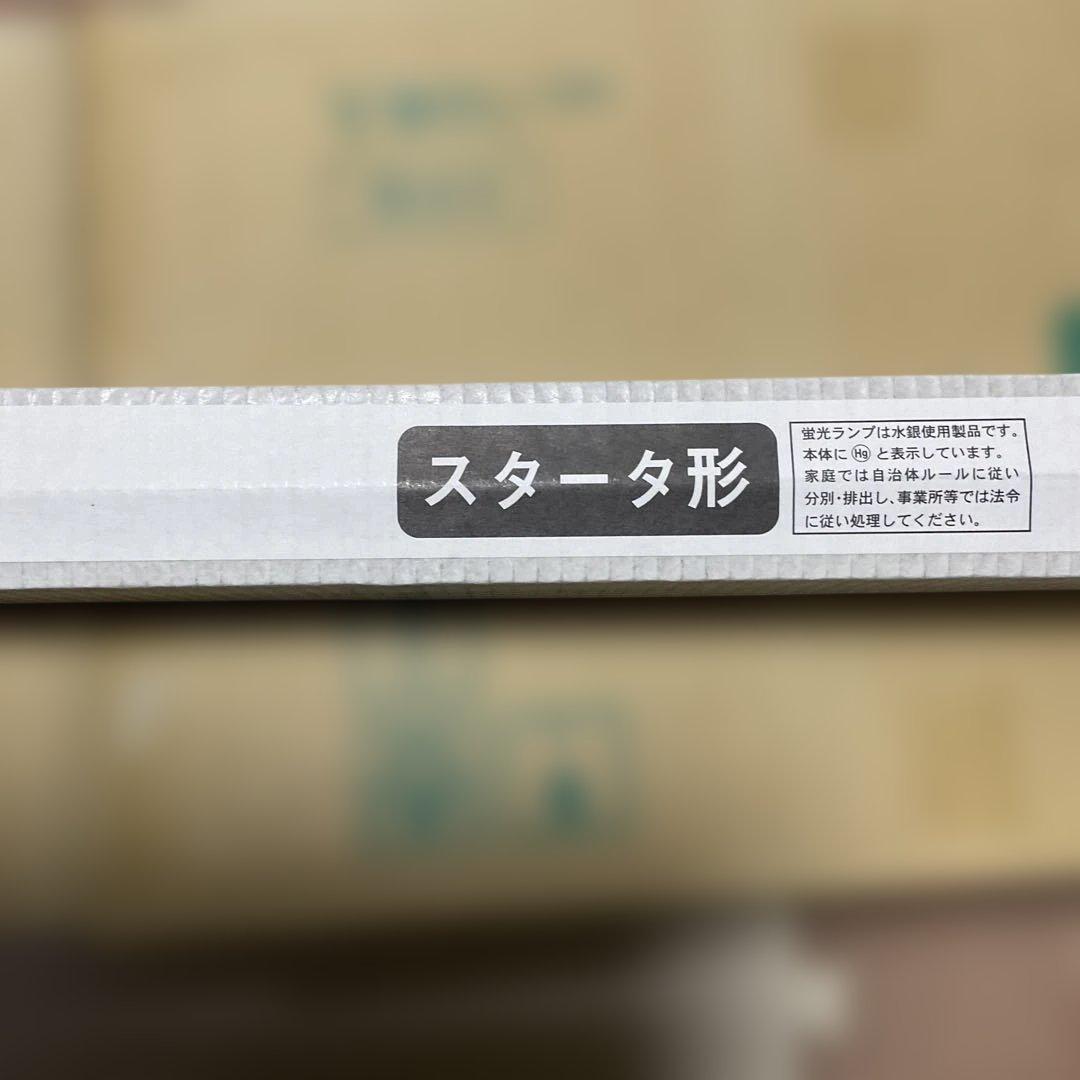 スタータ形
蛍光ランプは水銀使用製品です。
本体に Hg と表示しています。
家庭では自治体ルールに従い
分別・排出し、事業所等では法令
に従い処理してください。